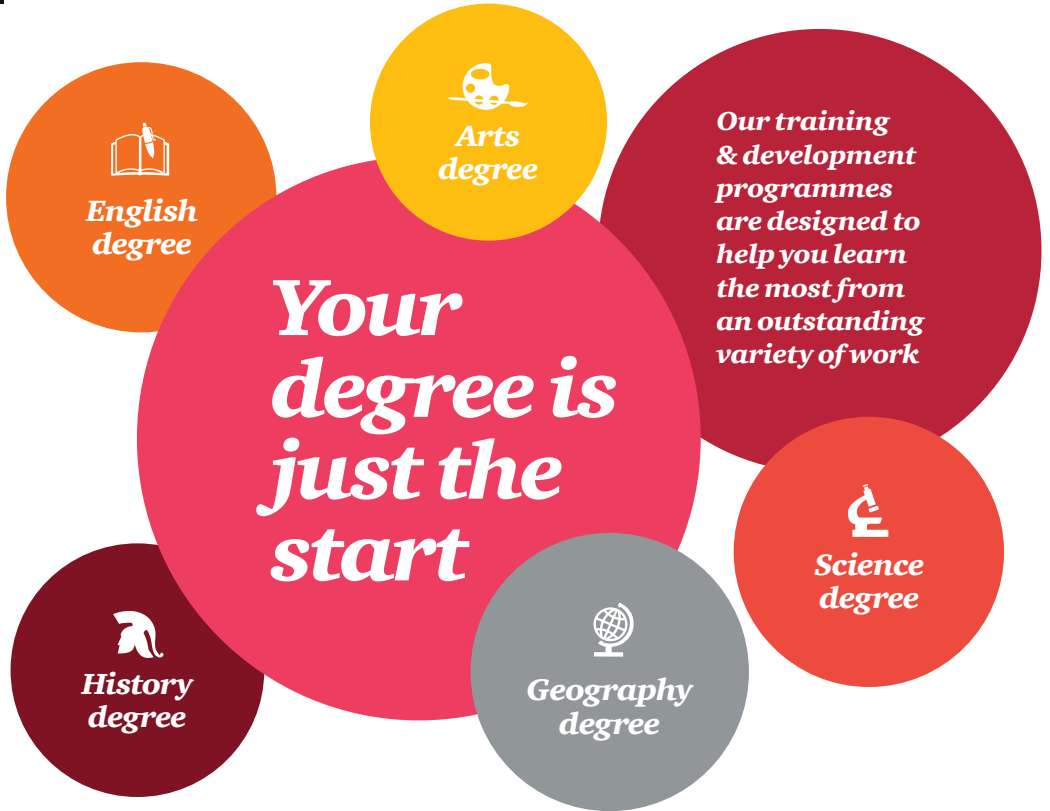 Arts
degree
English
degree
Our training
& development
programmes
are designed to
help you learn
the most from
an outstanding
variety of work
Your
degree is
just the
start
Science
degree
History
degree
Geography
degree